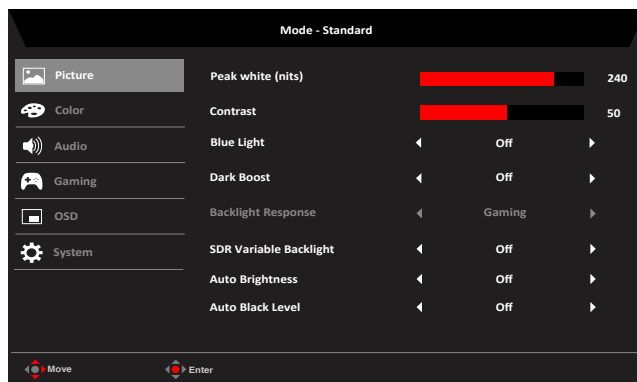 Mode - Standard
Picture
Color
Audio
Gaming
OSD
System
Peak white (nits) 240
Contrast 50
Blue Light Off
Dark Boost Off
Backlight Response Gaming
SDR Variable Backlight Off
Auto Brightness Off
Auto Black Level Off
Move
Enter